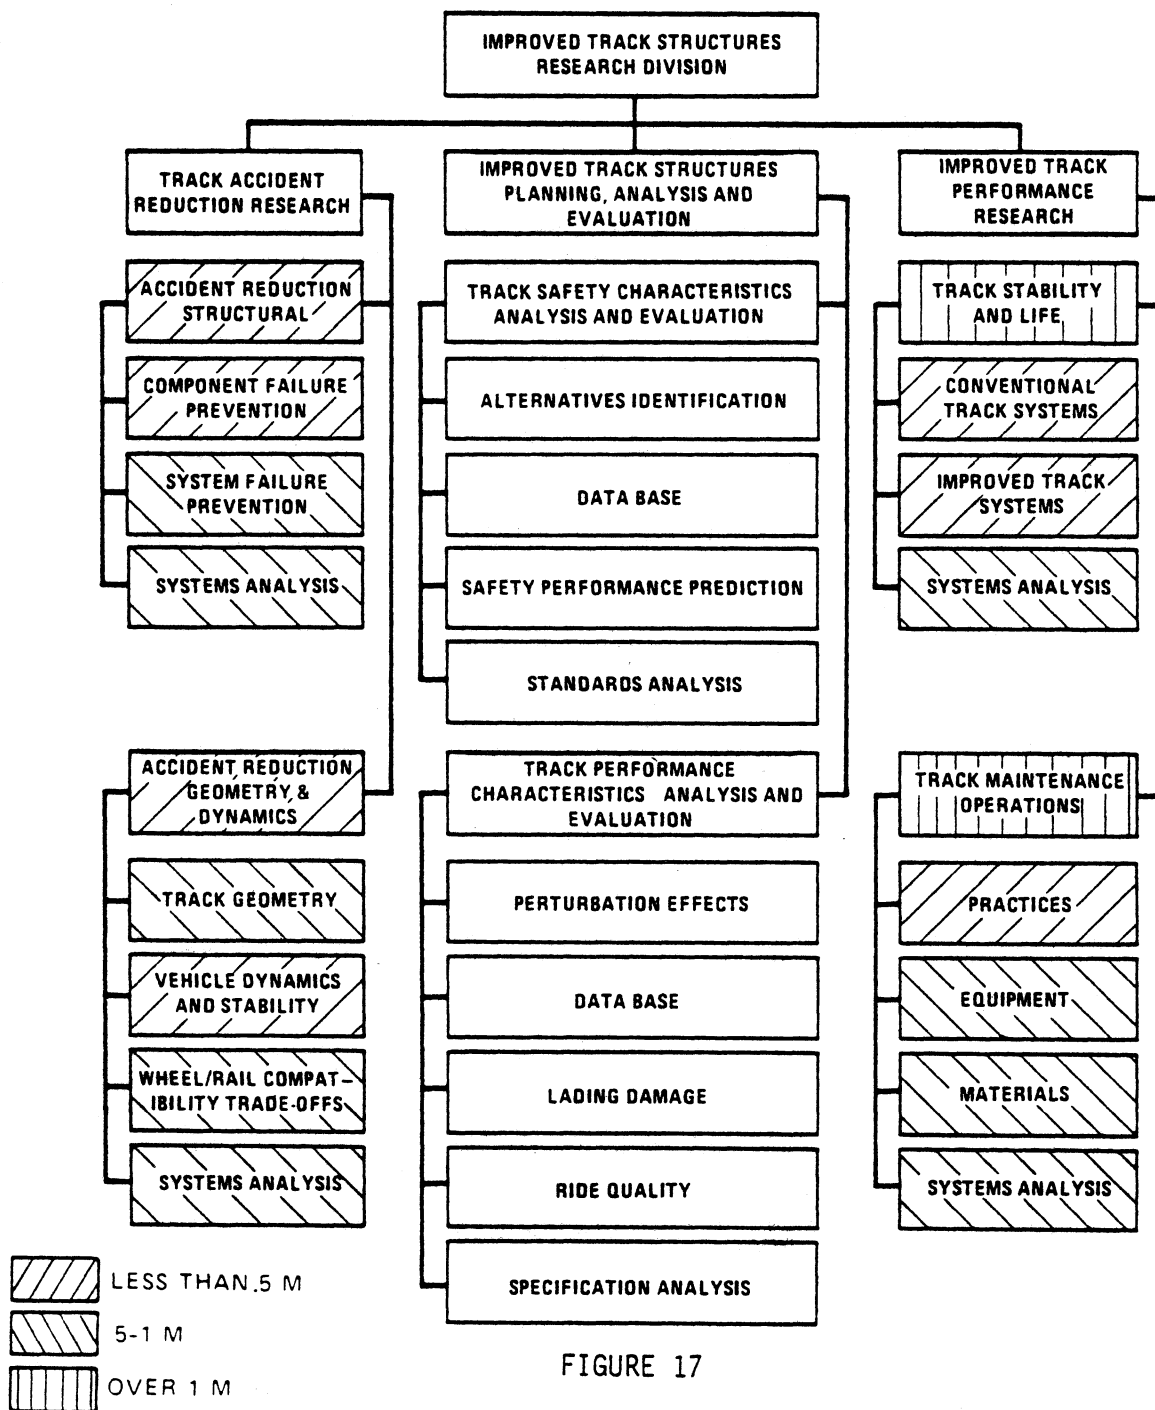 IMPROVED TRACK STRUCTURES
RESEARCH DIVISION
TRACK ACCIDENT
REDUCTION RESEARCH
ACCIDENT REDUCTION
STRUCTURAL
COMPONENT FAILURE
PREVENTION
SYSTEM FAILURE
PREVENTION
SYSTEMS ANALYSIS
ACCIDENT REDUCTION
GEOMETRY, &
DYNAMICS
TRACK GEOMETRY
VEHICLE DYNAMICS
AND STABILITY
WHEEL/RAIL COMPAT-
IBILITY TRADE-OFFS
SYSTEMS ANALYSIS
IMPROVED TRACK STRUCTURES
PLANNING, ANALYSIS AND
EVALUATION
TRACK SAFETY CHARACTERISTICS
ANALYSIS AND EVALUATION
ALTERNATIVES IDENTIFICATION
DATA BASE
SAFETY PERFORMANCE PREDICTION
STANDARDS ANALYSIS
TRACK PERFORMANCE
CHARACTERISTICS ANALYSIS AND
EVALUATION
PERTURBATION EFFECTS
DATA BASE
LADING DAMAGE
RIDE QUALITY
SPECIFICATION ANALYSIS
IMPROVED TRACK
PERFORMANCE
RESEARCH
TRACK STABILITY
AND LIFE
CONVENTIONAL
TRACK SYSTEMS
IMPROVED TRACK
SYSTEMS
SYSTEMS ANALYSIS
TRACK MAINTENANCE
OPERATIONS
PRACTICES
EQUIPMENT
MATERIALS
SYSTEMS ANALYSIS
LESS THAN .5 M
5-1 M
OVER 1 M
FIGURE 17